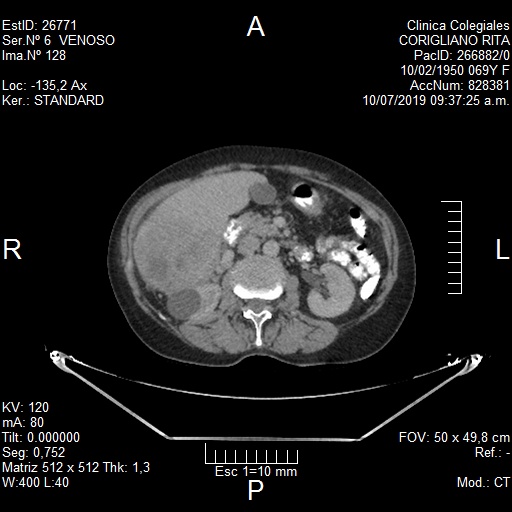 EstID: 26771
Ser.Nº 6 VENOSO
Ima.Nº 128
Loc: -135,2 Ax
Ker.: STANDARD
A
Clinica Colegiales
CORIGLIANO RITA
PacID: 266882/0
10/02/1950 069Y F
AccNum: 828381
10/07/2019 09:37:25 a.m.
R
L
KV: 120
mA: 80
Tilt: 0.000000
Seg: 0,752
Matriz 512 x 512 Thk: 1,3
W:400 L:40
Esc 1=10 mm
P
FOV: 50 x 49,8 cm
Ref.: -
Mod.: CT